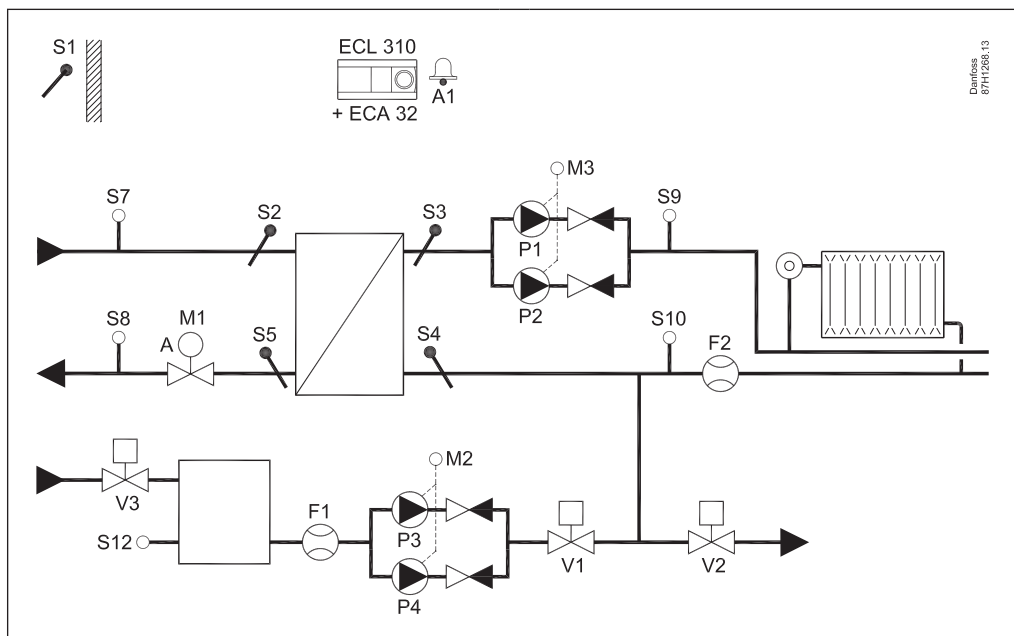 S1
ECL 310
A1
+ ECA 32
Danfoss
87H1268.13
M3
S7
S2
S3
S9
P1
P2
S8
M1
A
S5
S4
S10
F2
M2
V3
F1
S12
P3
P4
V1
V2